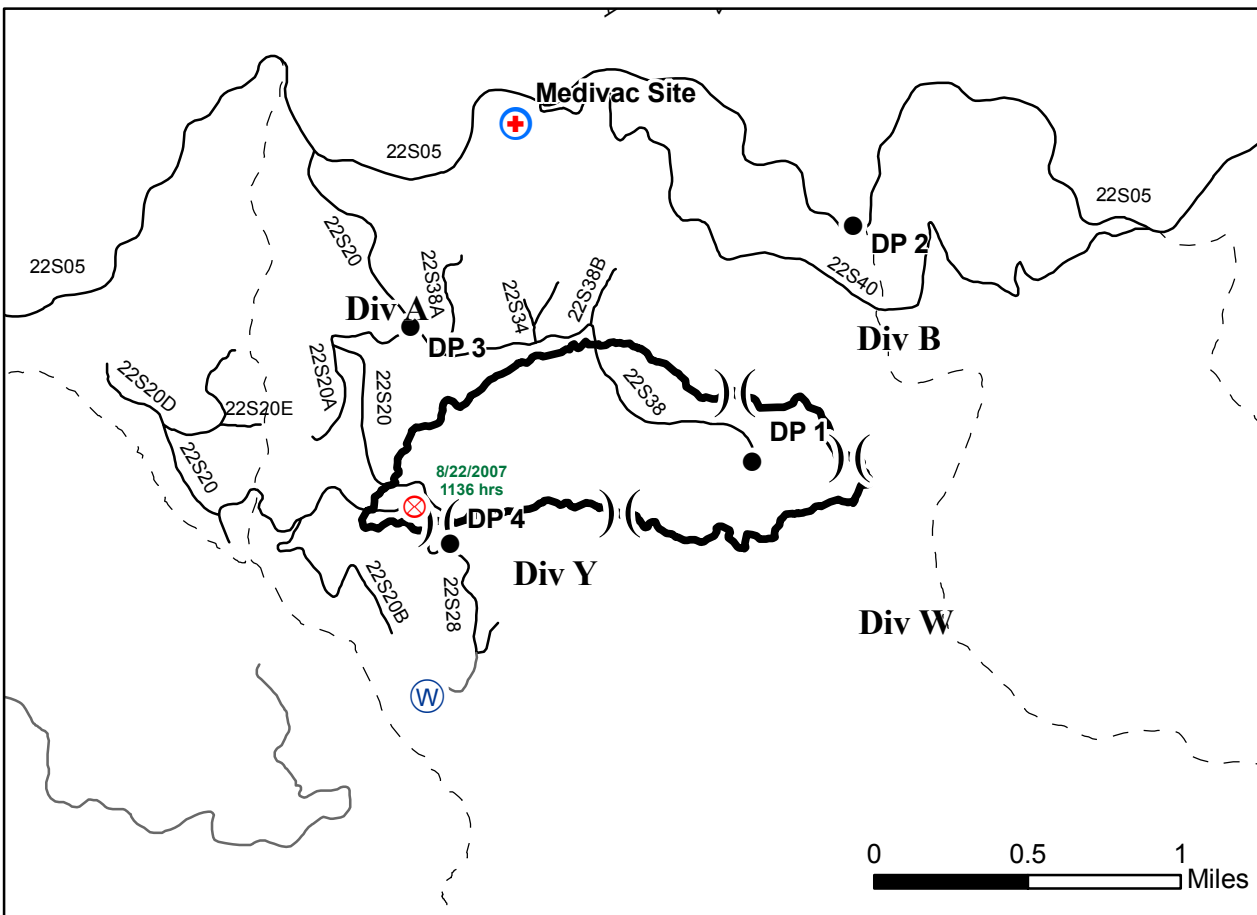 Medivac Site
22S05
22S05
22S05
22S20
22S38A
22S34
22S38B
22S40
DP 2
Div A
DP 3
Div B
22S20D
22S20E
22S20A
22S20
22S38
DP 1
22S20
8/22/2007
1136 hrs
DP 4
Div Y
22S20B
22S28
Div W
W
0
0.5
1
Miles